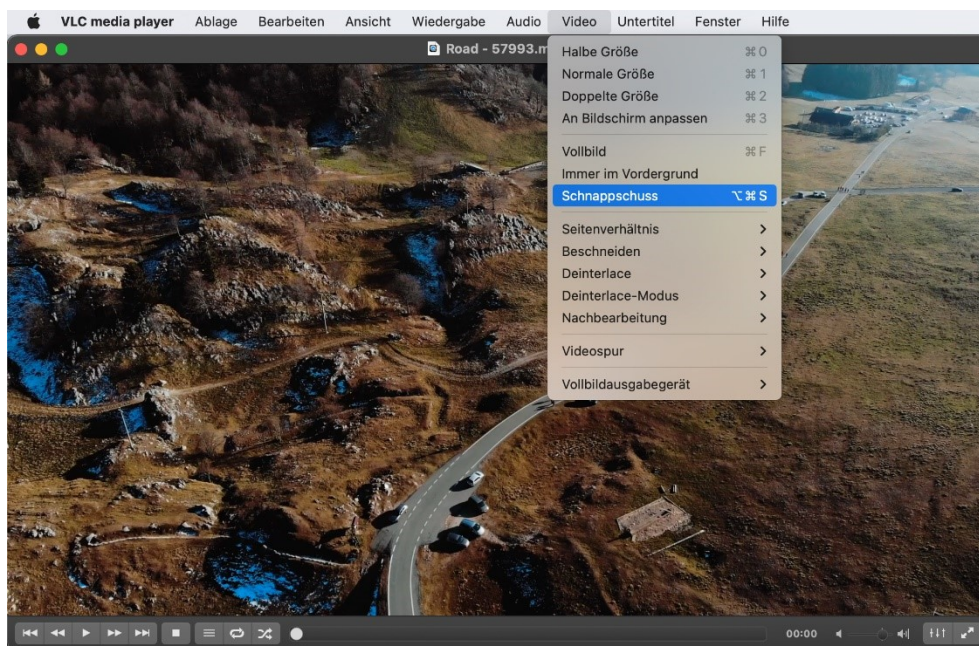 VLC media player Ablage Bearbeiten Ansicht Wiedergabe Audio Video Untertitel Fenster Hilfe
Road - 57993.m
Halbe Größe ⌘ 0
Normale Größe ⌘ 1
Doppelte Größe ⌘ 2
An Bildschirm anpassen ⌘ 3
Vollbild ⌘ F
Immer im Vordergrund
Schnappschuss ⌥ ⌘ S
Seitenverhältnis >
Beschneiden >
Deinterlace >
Deinterlace-Modus >
Nachbearbeitung >
Videospur >
Vollbildausgabegerät >
00:00